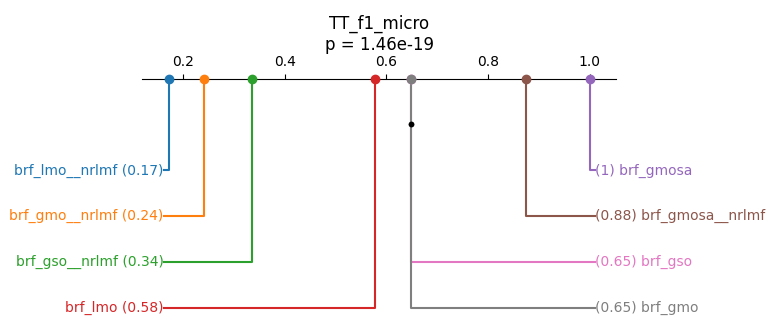 TT_f1_micro
p = 1.46e-19
0.2 0.4 0.6 0.8 1.0
brf_lmo__nrlmf (0.17)
(1) brf_gmosa
brf_gmo__nrlmf (0.24)
(0.88) brf_gmosa__nrlmf
brf_gso__nrlmf (0.34)
(0.65) brf_gso
brf_lmo (0.58)
(0.65) brf_gmo